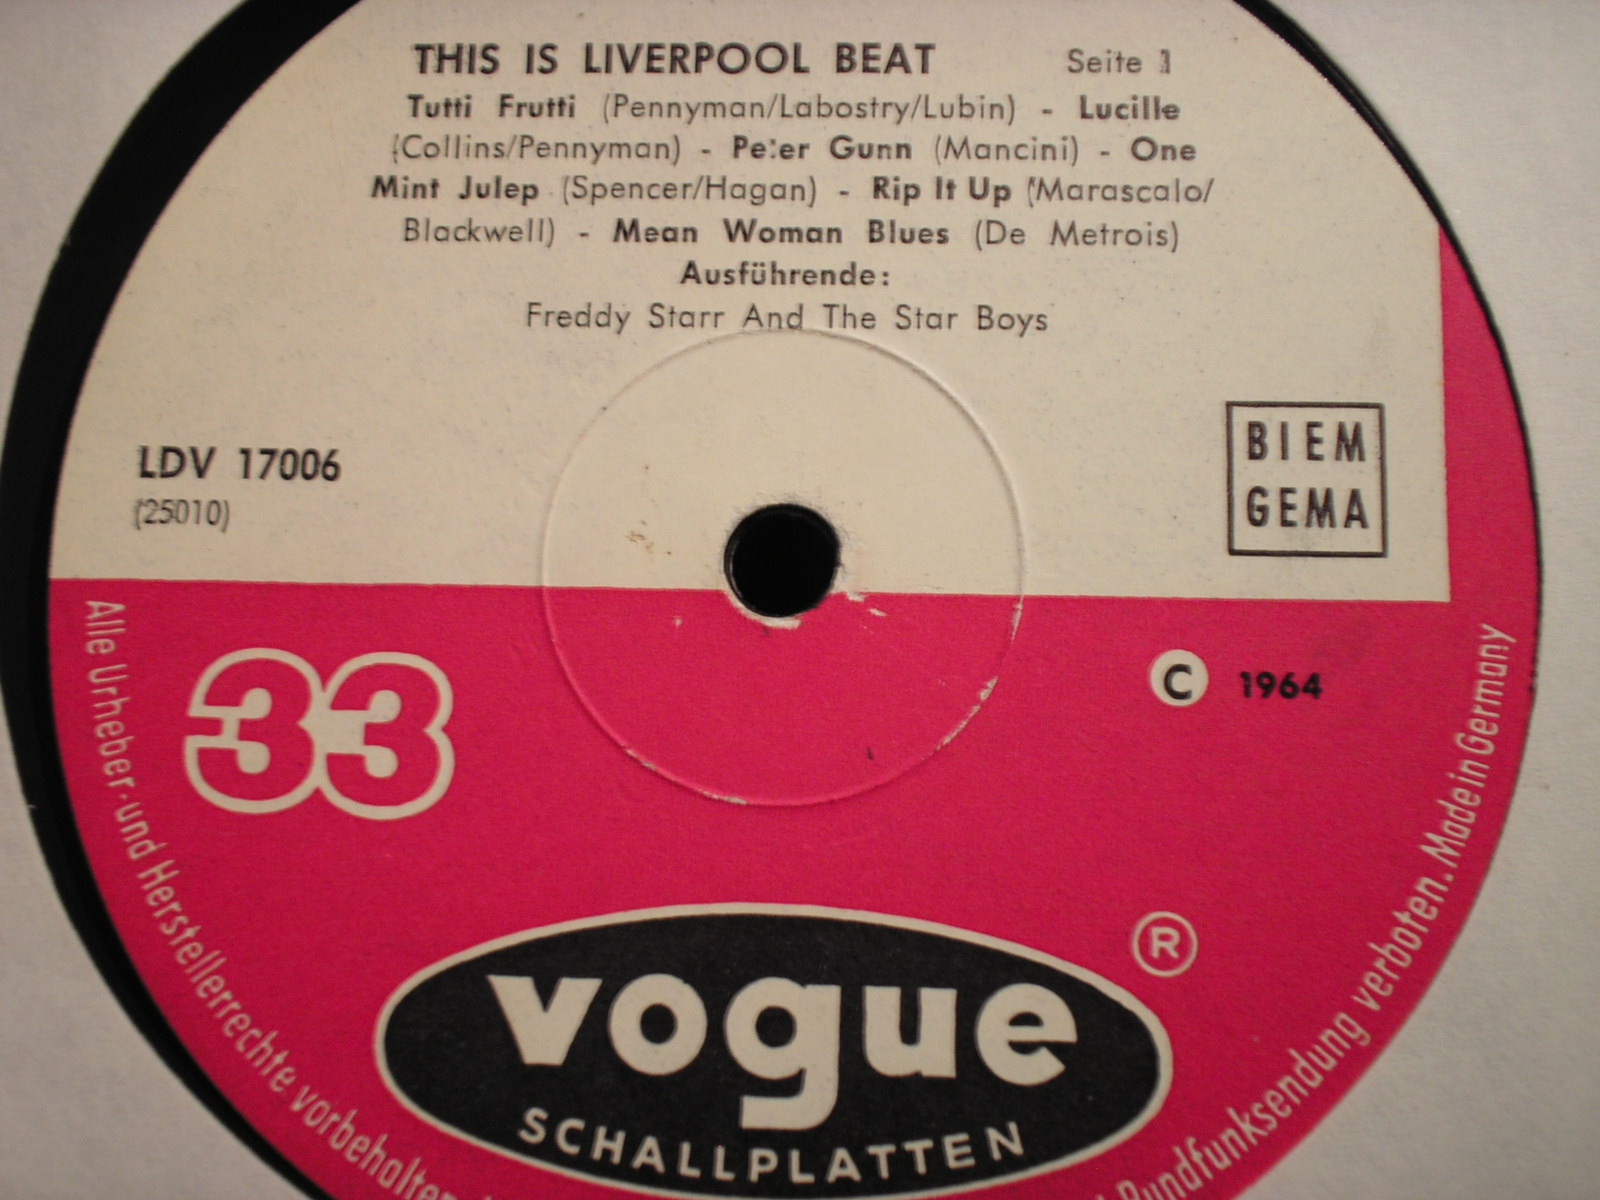 THIS IS LIVERPOOL BEAT Seite 1
Tutti Frutti (Pennyman/Labostry/Lubin) - Lucille
(Collins/Pennyman) - Peter Gunn (Mancini) - One
Mint Julep (Spencer/Hagan) - Rip It Up (Marascalo/
Blackwell) - Mean Woman Blues (De Metrois)
Ausführende:
Freddy Starr And The Star Boys
LDV 17006
(25010)
BIEM
GEMA
33
C 1964
vogue ®
SCHALLPLATTEN
Alle Urheber-und Herstellerrechte vorbehalten
Rundfunksendung verboten. Made in Germany